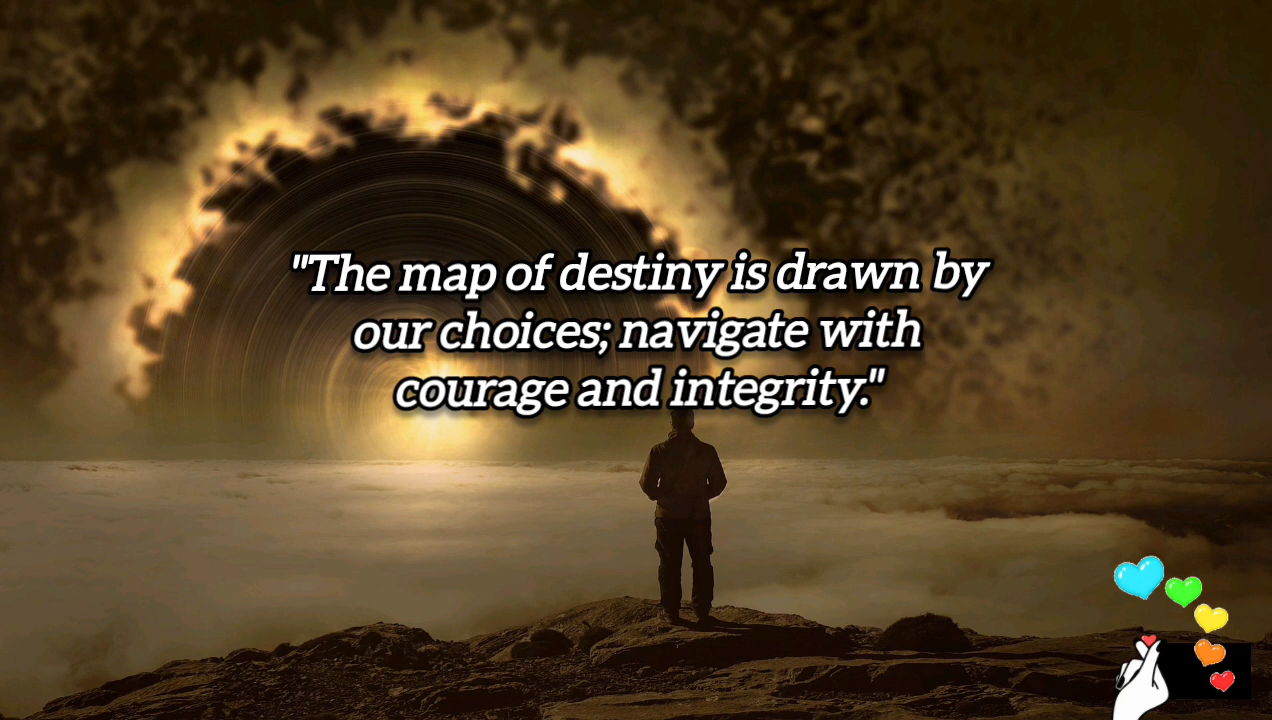 "The map of destiny is drawn by
our choices; navigate with
courage and integrity."